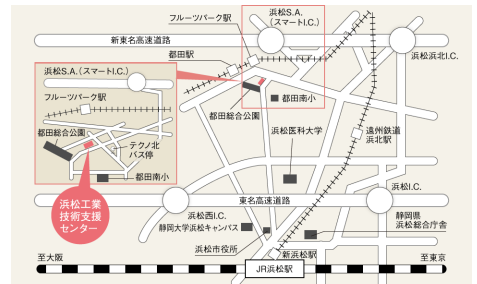 フルーツパーク駅
浜松S.A.
（スマートI.C.）
新東名高速道路
浜松浜北I.C.
都田駅
浜松S.A.（スマートI.C.）
フルーツパーク駅
都田南小
都田総合公園
都田総合公園
テクノ北
バス停
都田南小
浜松医科大学
遠州鉄道
浜北駅
浜松工業
技術支援
センター
東名高速道路
浜松I.C.
浜松西I.C.
静岡大学浜松キャンパス
静岡県
浜松総合庁舎
浜松市役所
新浜松駅
至大阪
JR浜松駅
至東京